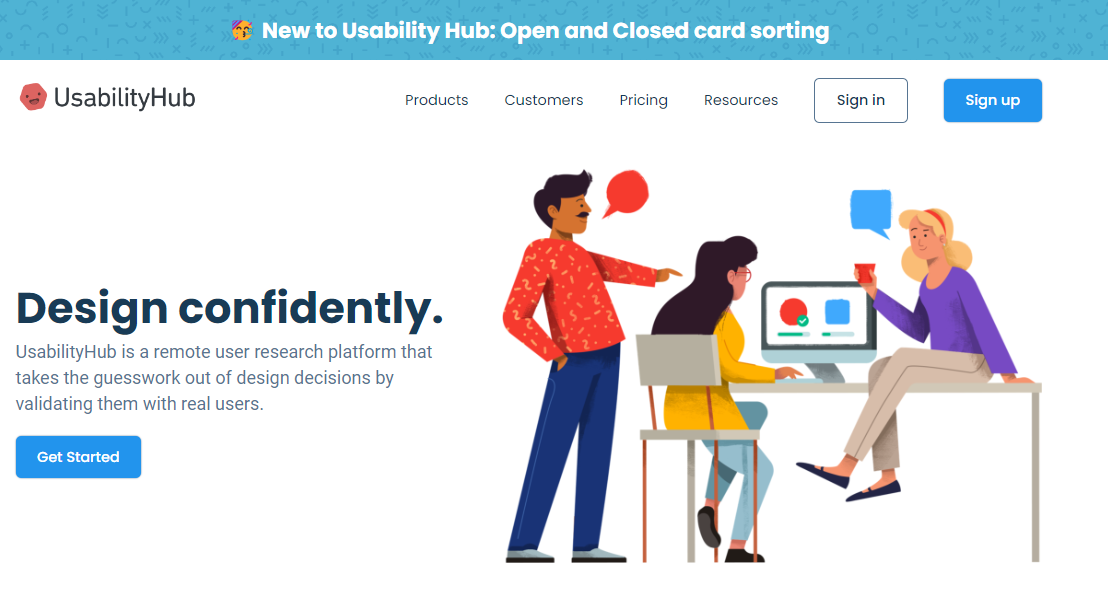 New to Usability Hub: Open and Closed card sorting
UsabilityHub
Products
Customers
Pricing
Resources
Sign in
Sign up
Design confidently.
UsabilityHub is a remote user research platform that
takes the guesswork out of design decisions by
validating them with real users.
Get Started